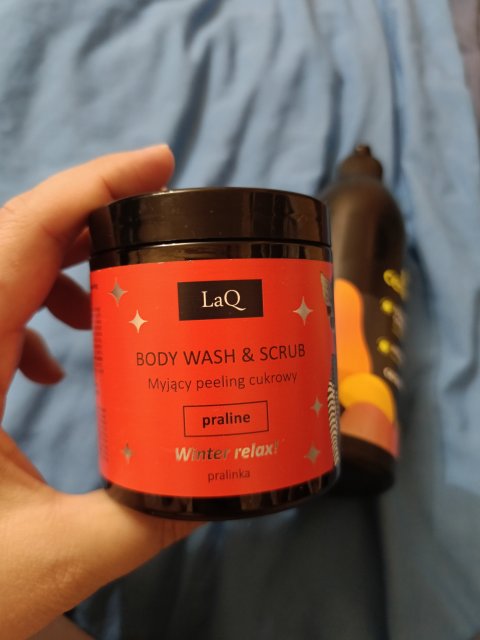 LaQ
BODY WASH & SCRUB
Myjący peeling cukrowy
praline
Winter relax!
pralinka